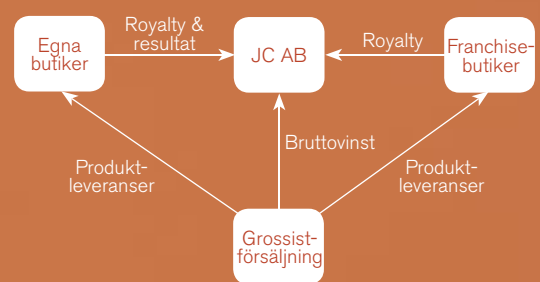 Egna
butiker
Royalty &
resultat
JC AB
Royalty
Franchise-
butiker
Bruttovinst
Produkt-
leveranser
Produkt-
leveranser
Grossist-
försäljning